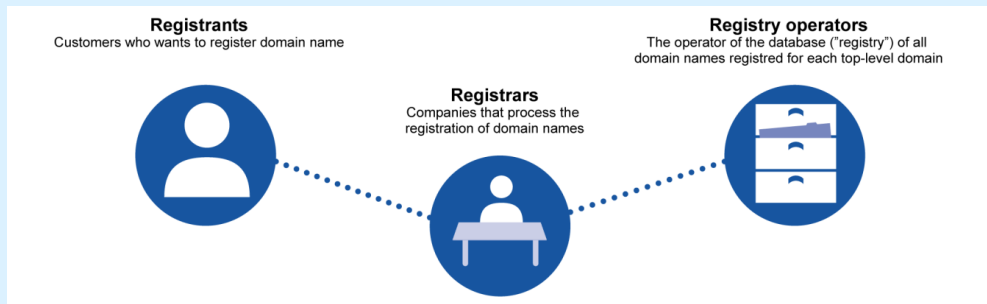 Registrants
Customers who wants to register domain name
Registrars
Companies that process the
registration of domain names
Registry operators
The operator of the database ("registry") of all
domain names registred for each top-level domain